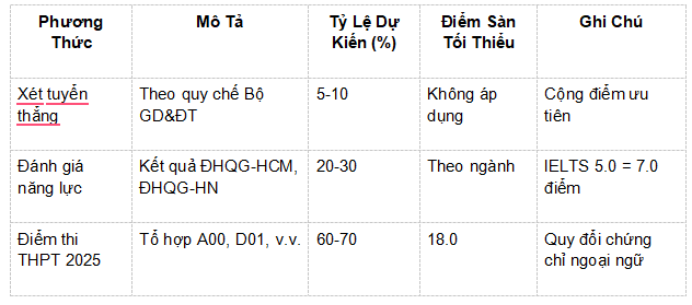 Phương Thức | Mô Tả | Tỷ Lệ Dự Kiến (%) | Điểm Sàn Tối Thiểu | Ghi Chú
Xét tuyển thẳng | Theo quy chế Bộ GD&ĐT | 5-10 | Không áp dụng | Cộng điểm ưu tiên
Đánh giá năng lực | Kết quả ĐHQG-HCM, ĐHQG-HN | 20-30 | Theo ngành | IELTS 5.0 = 7.0 điểm
Điểm thi THPT 2025 | Tổ hợp A00, D01, v.v. | 60-70 | 18.0 | Quy đổi chứng chỉ ngoại ngữ